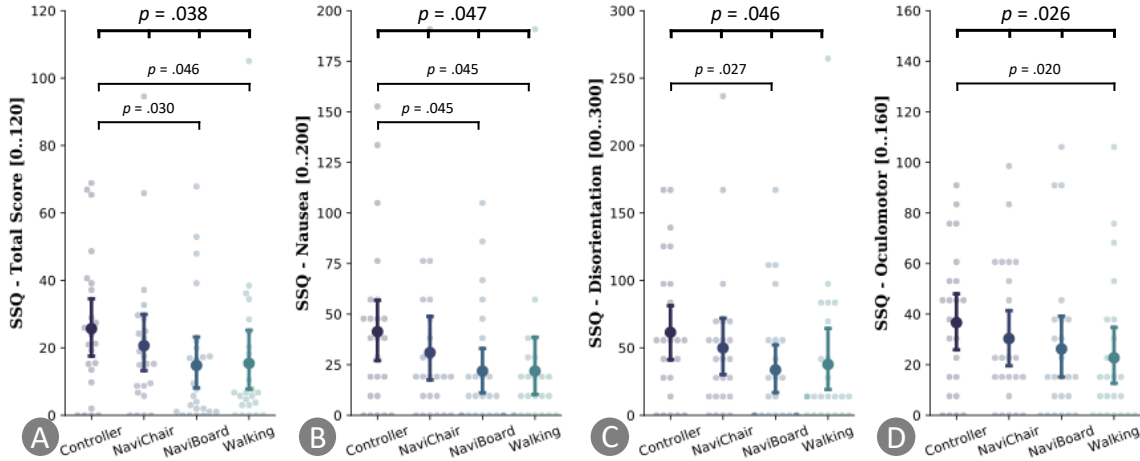 p = .038
p = .046
p = .030
SSQ - Total Score [0..120]
120
100
80
60
40
20
0
Controller
NaviChair
NaviBoard
Walking
A
p = .047
p = .045
p = .045
SSQ - Nausea [0..200]
200
175
150
125
100
75
50
25
0
Controller
NaviChair
NaviBoard
Walking
B
p = .046
p = .027
SSQ - Disorientation [00..300]
300
250
200
150
100
50
0
Controller
NaviChair
NaviBoard
Walking
C
p = .026
p = .020
SSQ - Oculomotor [0..160]
160
140
120
100
80
60
40
20
0
Controller
NaviChair
NaviBoard
Walking
D